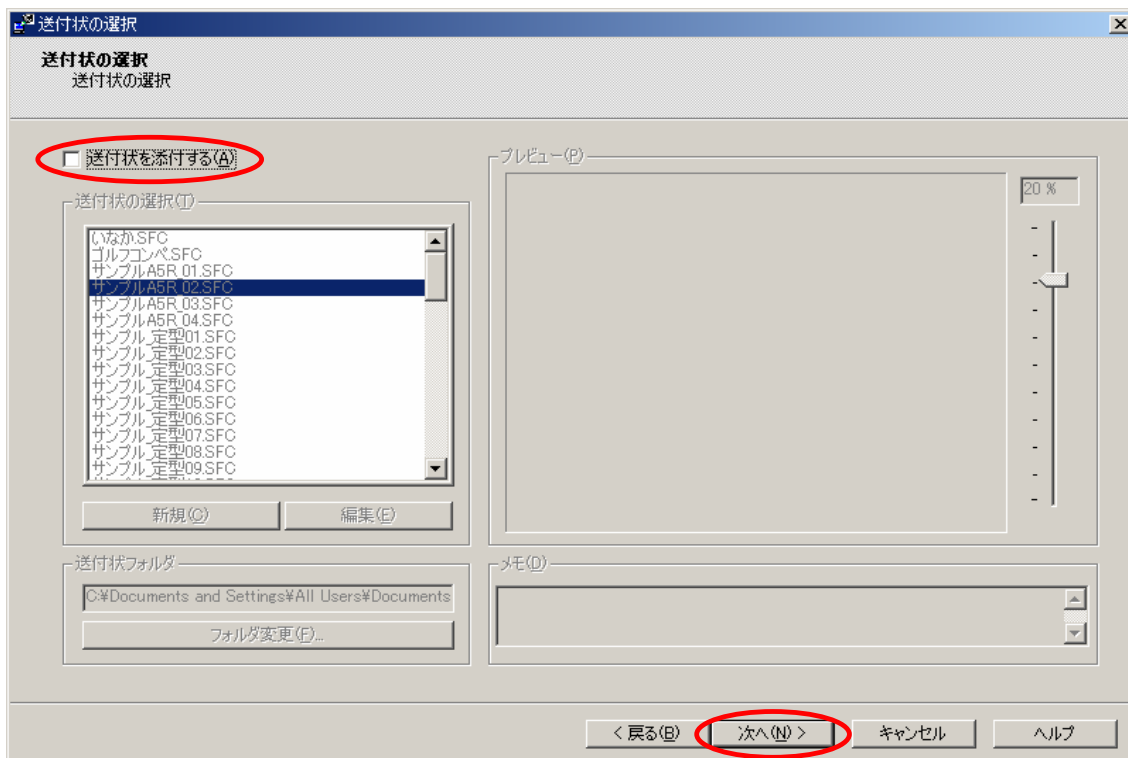 送付状の選択
送付状の選択
送付状の選択
送付状を添付する(A)
送付状の選択(T)
いなか.SFC
ゴルフコンペ.SFC
サンプルA5R_01.SFC
サンプルA5R_02.SFC
サンプルA5R_03.SFC
サンプルA5R_04.SFC
サンプル_定型01.SFC
サンプル_定型02.SFC
サンプル_定型03.SFC
サンプル_定型04.SFC
サンプル_定型05.SFC
サンプル_定型06.SFC
サンプル_定型07.SFC
サンプル_定型08.SFC
サンプル_定型09.SFC
新規(C)
編集(E)
送付状フォルダ
C:¥Documents and Settings¥All Users¥Documents
フォルダ変更(F)...
プレビュー(P)
20 %
メモ(D)
< 戻る(B)
次へ(N) >
キャンセル
ヘルプ